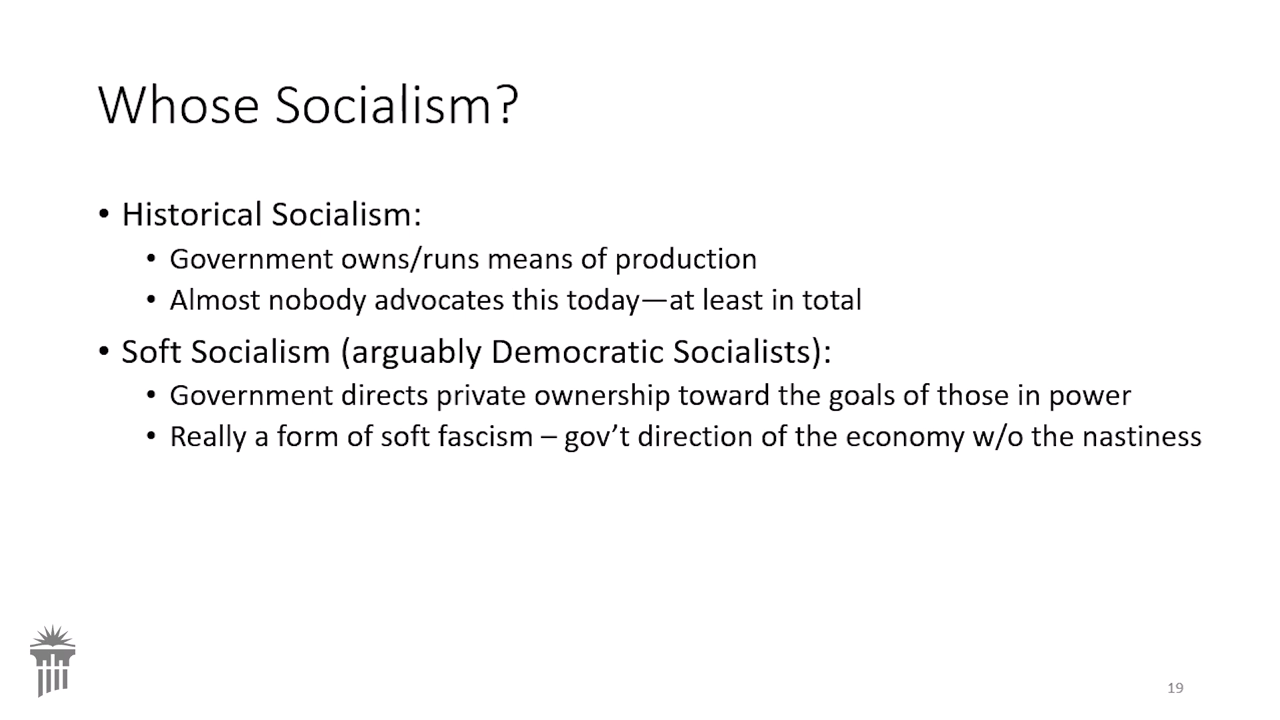 Whose Socialism?
• Historical Socialism:
• Government owns/runs means of production
• Almost nobody advocates this today—at least in total
• Soft Socialism (arguably Democratic Socialists):
• Government directs private ownership toward the goals of those in power
• Really a form of soft fascism – gov’t direction of the economy w/o the nastiness
19